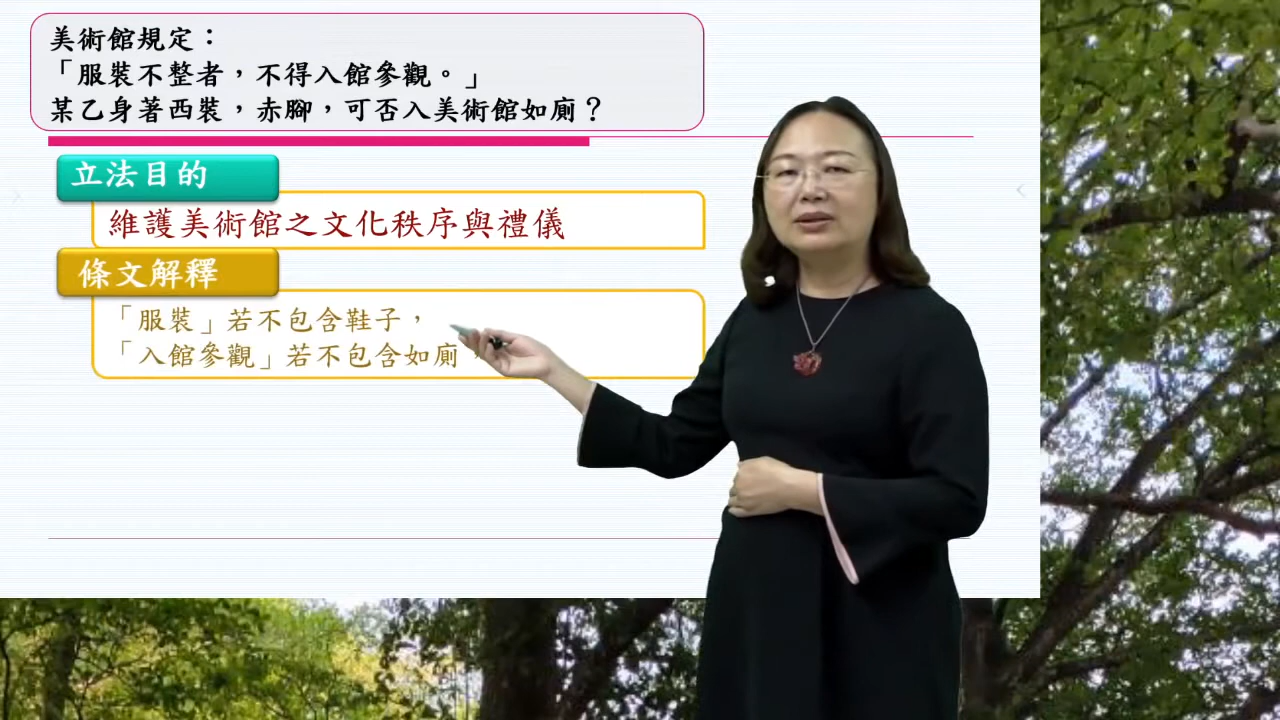 美術館規定：
「服裝不整者，不得入館參觀。」
某乙身著西裝，赤腳，可否入美術館如廁？
立法目的
維護美術館之文化秩序與禮儀
條文解釋
「服裝」若不包含鞋子，
「入館參觀」若不包含如廁，